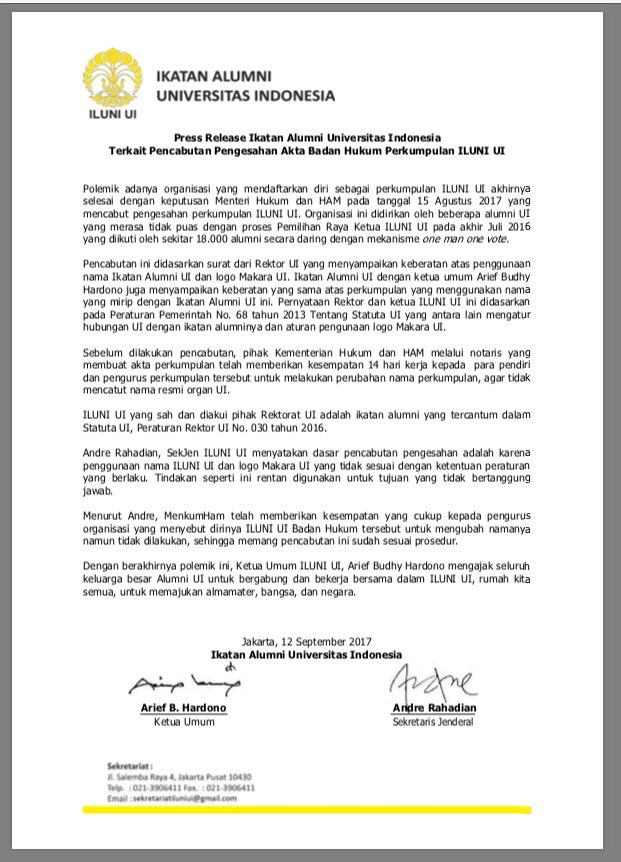 IKATAN ALUMNI
UNIVERSITAS INDONESIA
ILUNI UI
Press Release Ikatan Alumni Universitas Indonesia
Terkait Pencabutan Pengesahan Akta Badan Hukum Perkumpulan ILUNI UI
Polemik adanya organisasi yang mendaftarkan diri sebagai perkumpulan ILUNI UI akhirnya
selesai dengan keputusan Menteri Hukum dan HAM pada tanggal 15 Agustus 2017 yang
mencabut pengesahan perkumpulan ILUNI UI. Organisasi ini didirikan oleh beberapa alumni UI
yang merasa tidak puas dengan proses Pemilihan Raya Ketua ILUNI UI pada akhir Juli 2016
yang diikuti oleh sekitar 18.000 alumni secara daring dengan mekanisme one man one vote.
Pencabutan ini didasarkan surat dari Rektor UI yang menyampaikan keberatan atas penggunaan
nama Ikatan Alumni UI dan logo Makara UI. Ikatan Alumni UI dengan ketua umum Arief Budhy
Hardono juga menyampaikan keberatan yang sama atas perkumpulan yang menggunakan nama
yang mirip dengan Ikatan Alumni UI ini. Pernyataan Rektor dan ketua ILUNI UI ini didasarkan
pada Peraturan Pemerintah No. 68 tahun 2013 Tentang Statuta UI yang antara lain mengatur
hubungan UI dengan ikatan alumninya dan aturan pengunaan logo Makara UI.
Sebelum dilakukan pencabutan, pihak Kementerian Hukum dan HAM melalui notaris yang
membuat akta perkumpulan telah memberikan kesempatan 14 hari kerja kepada para pendiri
dan pengurus perkumpulan tersebut untuk melakukan perubahan nama perkumpulan, agar tidak
mencatut nama resmi organ UI.
ILUNI UI yang sah dan diakui pihak Rektorat UI adalah ikatan alumni yang tercantum dalam
Statuta UI, Peraturan Rektor UI No. 030 tahun 2016.
Andre Rahadian, SekJen ILUNI UI menyatakan dasar pencabutan pengesahan adalah karena
penggunaan nama ILUNI UI dan logo Makara UI yang tidak sesuai dengan ketentuan peraturan
yang berlaku. Tindakan seperti ini rentan digunakan untuk tujuan yang tidak bertanggung
jawab.
Menurut Andre, MenkumHam telah memberikan kesempatan yang cukup kepada pengurus
organisasi yang menyebut dirinya ILUNI UI Badan Hukum tersebut untuk mengubah namanya
namun tidak dilakukan, sehingga memang pencabutan ini sudah sesuai prosedur.
Dengan berakhirnya polemik ini, Ketua Umum ILUNI UI, Arief Budhy Hardono mengajak seluruh
keluarga besar Alumni UI untuk bergabung dan bekerja bersama dalam ILUNI UI, rumah kita
semua, untuk memajukan almamater, bangsa, dan negara.
Jakarta, 12 September 2017
Ikatan Alumni Universitas Indonesia
Andre
Arief B. Hardono
Andre Rahadian
Ketua Umum
Sekretaris Jenderal
Sekretariat :
Jl. Salemba Raya 4, Jakarta Pusat 10430
Telp. : 021-3906411 Fax. : 021-3906411
Email : sekretariatiluniui@gmail.com